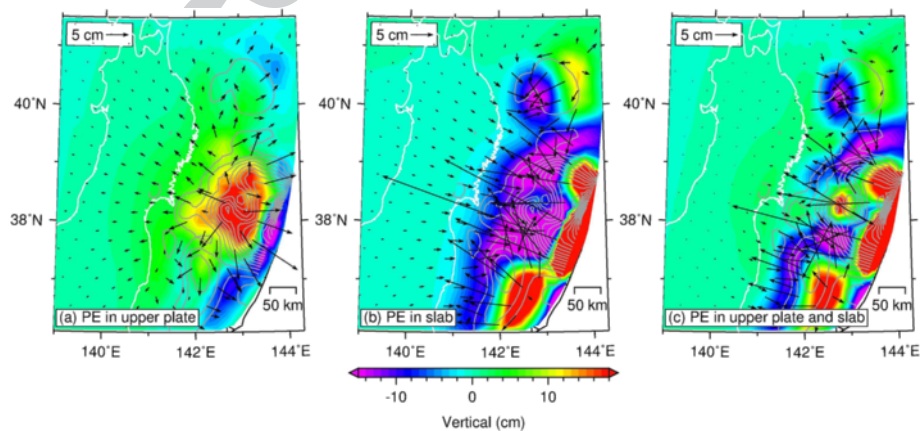 5 cm
5 cm
5 cm
40°N
40°N
40°N
38°N
38°N
38°N
50 km
50 km
50 km
(a) PE in upper plate
(b) PE in slab
(c) PE in upper plate and slab
140°E 142°E 144°E
140°E 142°E 144°E
140°E 142°E 144°E
-10 0 10
Vertical (cm)